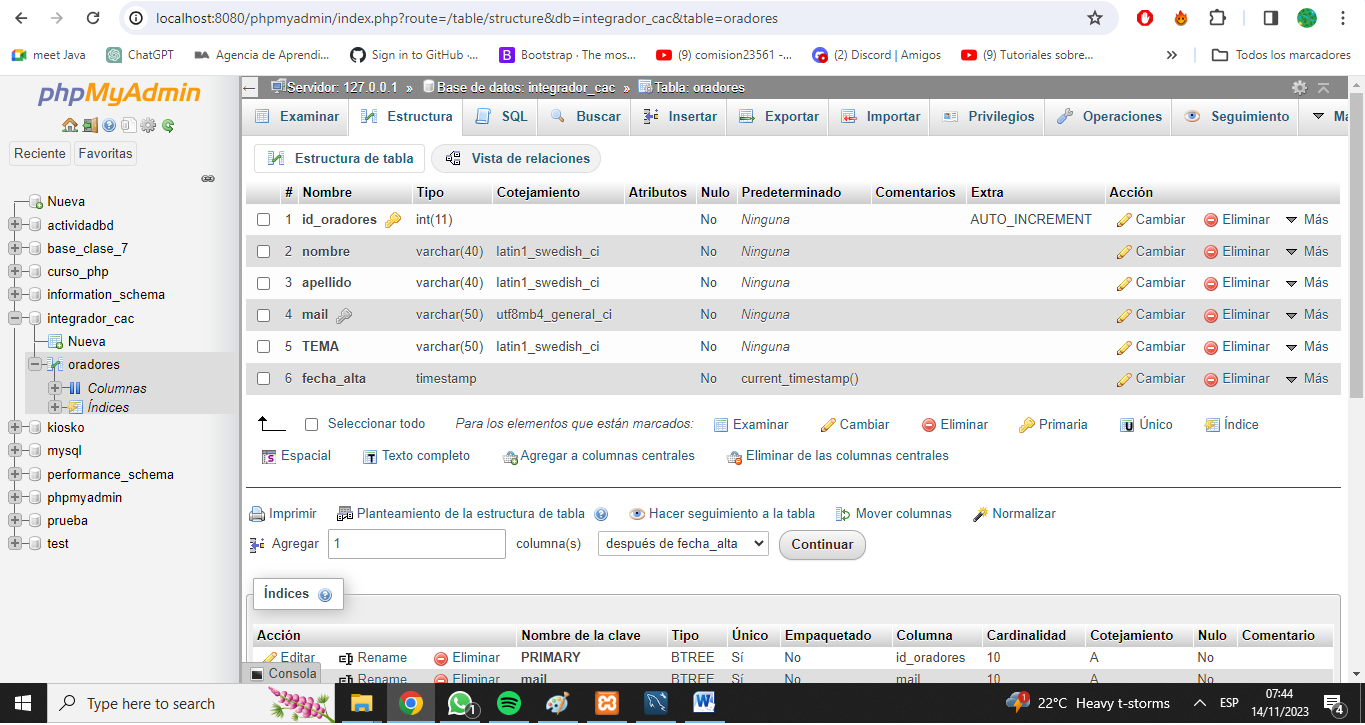 localhost:8080/phpmyadmin/index.php?route=/table/structure&db=integrador_cac&table=oradores
meet Java ChatGPT Agencia de Aprendi... Sign in to GitHub ·... Bootstrap · The mos... (9) comision23561 -... (2) Discord | Amigos (9) Tutoriales sobre... » Todos los marcadores
phpMyAdmin
Reciente Favoritas
Nueva
actividadbd
base_clase_7
curso_php
information_schema
integrador_cac
Nueva
oradores
Columnas
Índices
kiosko
mysql
performance_schema
phpmyadmin
prueba
test
Servidor: 127.0.0.1 » Base de datos: integrador_cac » Tabla: oradores
Examinar Estructura SQL Buscar Insertar Exportar Importar Privilegios Operaciones Seguimiento Má
Estructura de tabla Vista de relaciones
# Nombre Tipo Cotejamiento Atributos Nulo Predeterminado Comentarios Extra Acción
1 id_oradores int(11) No Ninguna AUTO_INCREMENT Cambiar Eliminar Más
2 nombre varchar(40) latin1_swedish_ci No Ninguna Cambiar Eliminar Más
3 apellido varchar(40) latin1_swedish_ci No Ninguna Cambiar Eliminar Más
4 mail varchar(50) utf8mb4_general_ci No Ninguna Cambiar Eliminar Más
5 TEMA varchar(50) latin1_swedish_ci No Ninguna Cambiar Eliminar Más
6 fecha_alta timestamp No current_timestamp() Cambiar Eliminar Más
Seleccionar todo Para los elementos que están marcados: Examinar Cambiar Eliminar Primaria Único Índice
Espacial Texto completo Agregar a columnas centrales Eliminar de las columnas centrales
Imprimir Planteamiento de la estructura de tabla Hacer seguimiento a la tabla Mover columnas Normalizar
Agregar 1 columna(s) después de fecha_alta Continuar
Índices
Acción Nombre de la clave Tipo Único Empaquetado Columna Cardinalidad Cotejamiento Nulo Comentario
Editar Rename Eliminar PRIMARY BTREE Sí No id_oradores 10 A No
Rename Eliminar mail BTREE Sí No mail 10 A No
Consola
Type here to search 1 1 22°C Heavy t-storms ESP 07:44
14/11/2023 4